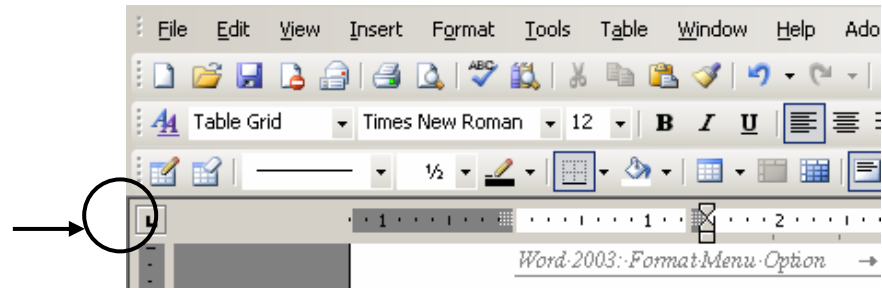 File Edit View Insert Format Tools Table Window Help Ado
ABC
Table Grid Times New Roman 12 B I U
½
L 1 1 2
Word 2003: Format Menu Option